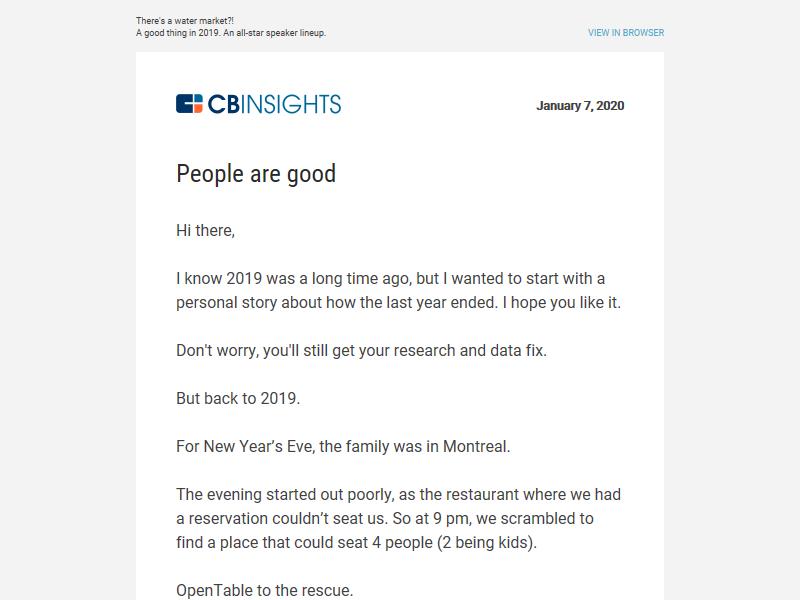 There's a water market?!
A good thing in 2019. An all-star speaker lineup.
VIEW IN BROWSER
CBINSIGHTS
January 7, 2020
People are good
Hi there,
I know 2019 was a long time ago, but I wanted to start with a
personal story about how the last year ended. I hope you like it.
Don't worry, you'll still get your research and data fix.
But back to 2019.
For New Year’s Eve, the family was in Montreal.
The evening started out poorly, as the restaurant where we had
a reservation couldn’t seat us. So at 9 pm, we scrambled to
find a place that could seat 4 people (2 being kids).
OpenTable to the rescue.